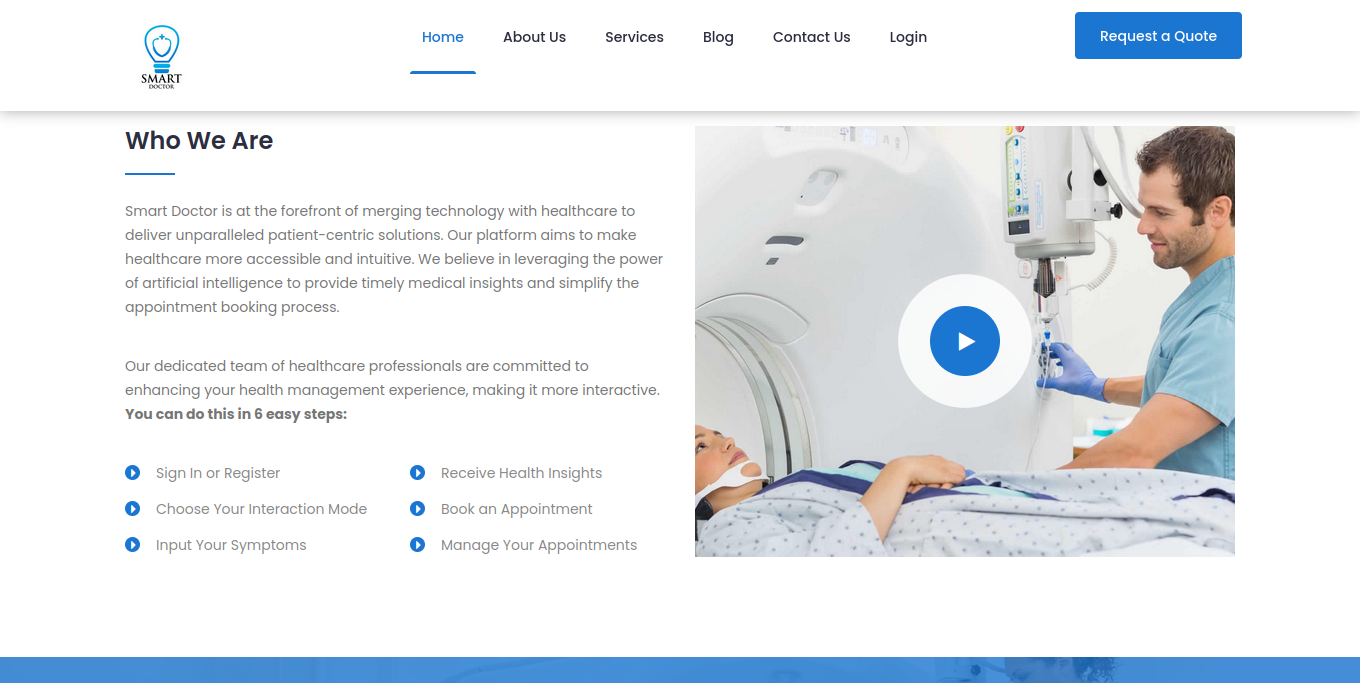 SMART
DOCTOR
Home About Us Services Blog Contact Us Login
Request a Quote
Who We Are
Smart Doctor is at the forefront of merging technology with healthcare to
deliver unparalleled patient-centric solutions. Our platform aims to make
healthcare more accessible and intuitive. We believe in leveraging the power
of artificial intelligence to provide timely medical insights and simplify the
appointment booking process.
Our dedicated team of healthcare professionals are committed to
enhancing your health management experience, making it more interactive.
You can do this in 6 easy steps:
Sign In or Register
Choose Your Interaction Mode
Input Your Symptoms
Receive Health Insights
Book an Appointment
Manage Your Appointments